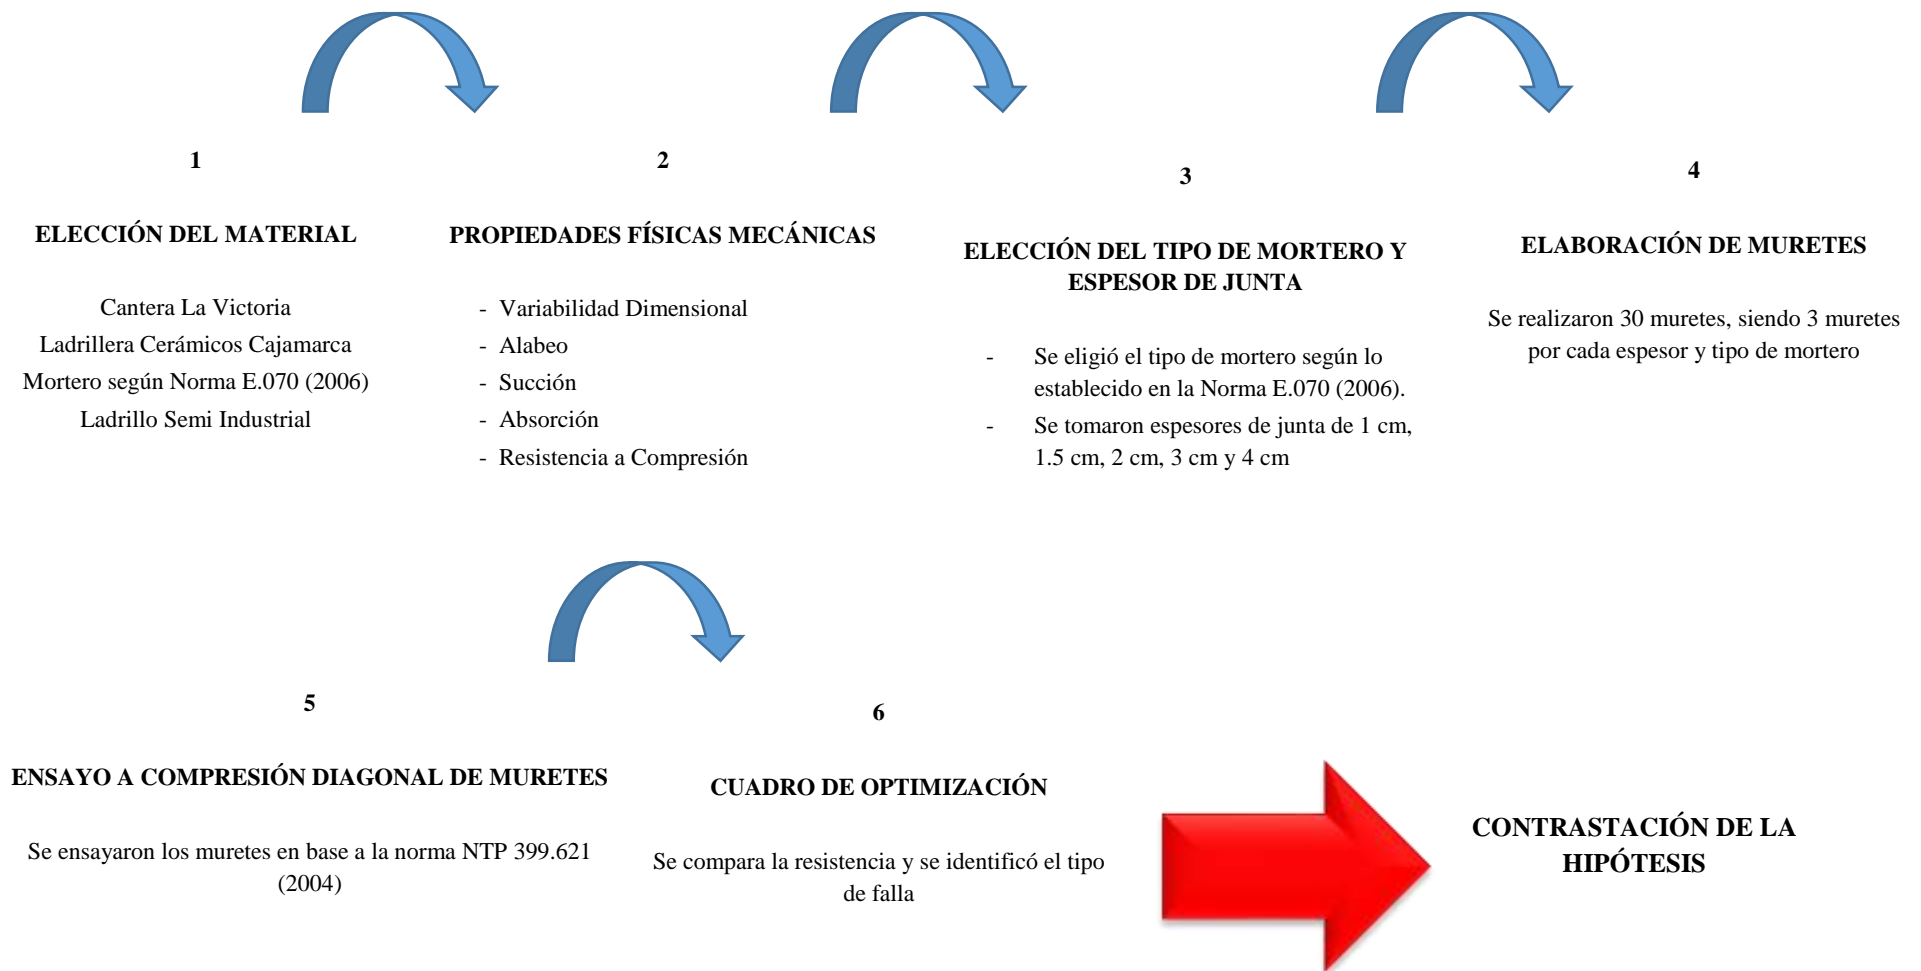 1
ELECCIÓN DEL MATERIAL
Cantera La Victoria
Ladrillera Cerámicos Cajamarca
Mortero según Norma E.070 (2006)
Ladrillo Semi Industrial
2
PROPIEDADES FÍSICAS MECÁNICAS
- Variabilidad Dimensional
- Alabeo
- Succión
- Absorción
- Resistencia a Compresión
3
ELECCIÓN DEL TIPO DE MORTERO Y
ESPESOR DE JUNTA
- Se eligió el tipo de mortero según lo
establecido en la Norma E.070 (2006).
- Se tomaron espesores de junta de 1 cm,
1.5 cm, 2 cm, 3 cm y 4 cm
4
ELABORACIÓN DE MURETES
Se realizaron 30 muretes, siendo 3 muretes
por cada espesor y tipo de mortero
5
ENSAYO A COMPRESIÓN DIAGONAL DE MURETES
Se ensayaron los muretes en base a la norma NTP 399.621
(2004)
6
CUADRO DE OPTIMIZACIÓN
Se compara la resistencia y se identificó el tipo
de falla
CONTRASTACIÓN DE LA
HIPÓTESIS